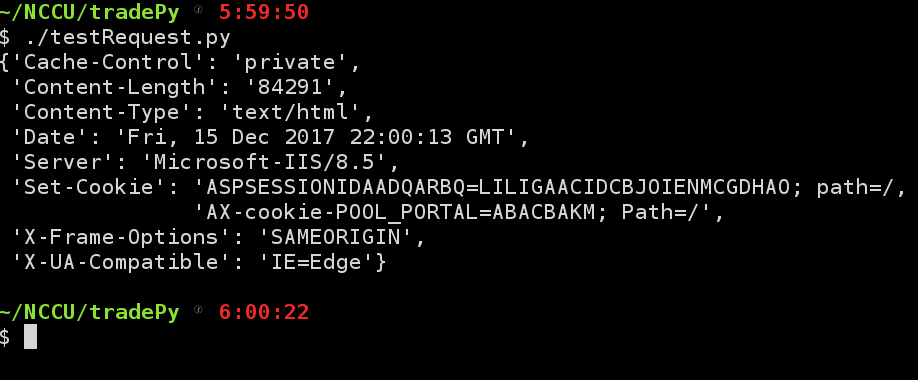 ~/NCCU/tradePy 5:59:50
$ ./testRequest.py
{'Cache-Control': 'private',
 'Content-Length': '84291',
 'Content-Type': 'text/html',
 'Date': 'Fri, 15 Dec 2017 22:00:13 GMT',
 'Server': 'Microsoft-IIS/8.5',
 'Set-Cookie': 'ASPSESSIONIDAADQARBQ=LILIGAACIDCBJOIENMCGDHAO; path=/,
               'AX-cookie-POOL_PORTAL=ABACBAKM; Path=/',
 'X-Frame-Options': 'SAMEORIGIN',
 'X-UA-Compatible': 'IE=Edge'}
~/NCCU/tradePy 6:00:22
$